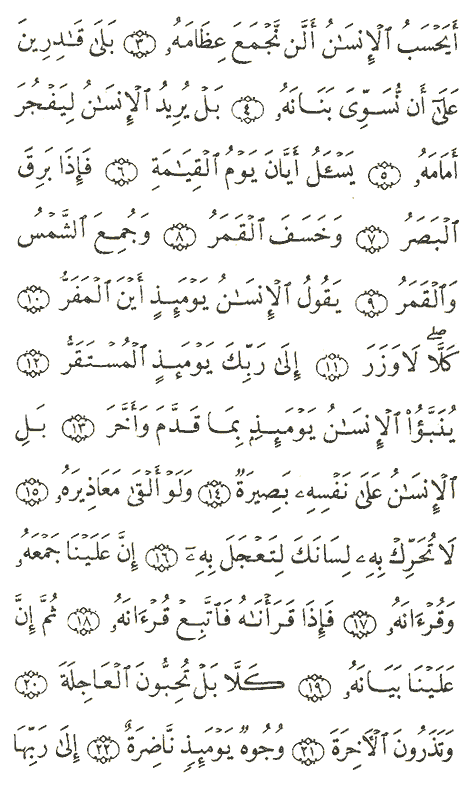 أَيَحۡسَبُ ٱلۡإِنسَٰنُ أَلَّن نَّجۡمَعَ عِظَامَهُۥ ٣ بَلَىٰ قَٰدِرِينَ
عَلَىٰٓ أَن نُّسَوِّيَ بَنَانَهُۥ ٤ بَلۡ يُرِيدُ ٱلۡإِنسَٰنُ لِيَفۡجُرَ
أَمَامَهُۥ ٥ يَسۡـَٔلُ أَيَّانَ يَوۡمُ ٱلۡقِيَٰمَةِ ٦ فَإِذَا بَرِقَ
ٱلۡبَصَرُ ٧ وَخَسَفَ ٱلۡقَمَرُ ٨ وَجُمِعَ ٱلشَّمۡسُ
وَٱلۡقَمَرُ ٩ يَقُولُ ٱلۡإِنسَٰنُ يَوۡمَئِذٍ أَيۡنَ ٱلۡمَفَرُّ ١٠
كَلَّاۖ لَا وَزَرَ ١١ إِلَىٰ رَبِّكَ يَوۡمَئِذٍ ٱلۡمُسۡتَقَرُّ ١٢
يُنَبَّؤُاْ ٱلۡإِنسَٰنُ يَوۡمَئِذِۭ بِمَا قَدَّمَ وَأَخَّرَ ١٣ بَلِ
ٱلۡإِنسَٰنُ عَلَىٰ نَفۡسِهِۦ بَصِيرَةٞ ١٤ وَلَوۡ أَلۡقَىٰ مَعَاذِيرَهُۥ ١٥
لَا تُحَرِّكۡ بِهِۦ لِسَانَكَ لِتَعۡجَلَ بِهِۦٓ ١٦ إِنَّ عَلَيۡنَا جَمۡعَهُۥ
وَقُرۡءَانَهُۥ ١٧ فَإِذَا قَرَأۡنَٰهُ فَٱتَّبِعۡ قُرۡءَانَهُۥ ١٨ ثُمَّ إِنَّ
عَلَيۡنَا بَيَانَهُۥ ١٩ كَلَّا بَلۡ تُحِبُّونَ ٱلۡعَاجِلَةَ ٢٠
وَتَذَرُونَ ٱلۡأٓخِرَةَ ٢١ وُجُوهٞ يَوۡمَئِذٖ نَّاضِرَةٌ ٢٢ إِلَىٰ رَبِّهَا